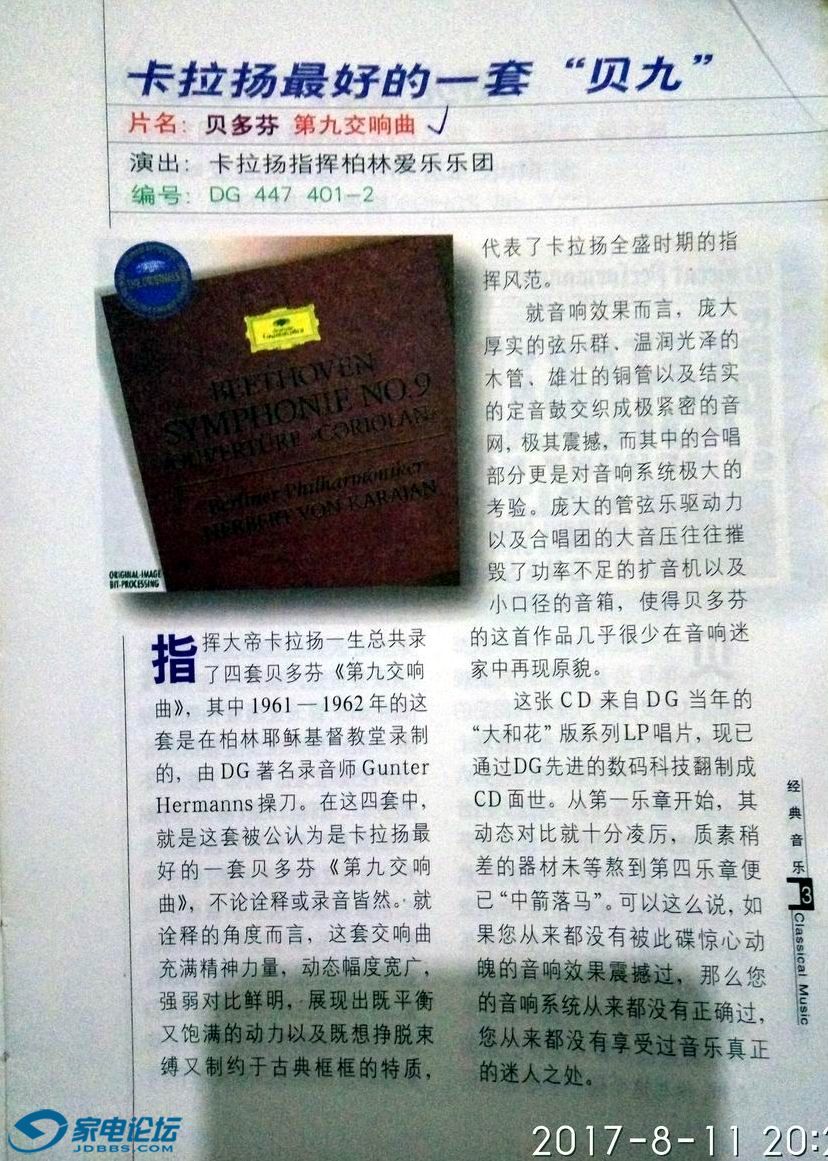 卡拉扬最好的一套“贝九”
片名：贝多芬 第九交响曲
演出：卡拉扬指挥柏林爱乐乐团
编号：DG 447 401-2
THE ORIGINALS
Deutsche
Grammophon
BEETHOVEN
SYMPHONIE NO.9
OUVERTÜRE »CORIOLAN«
Berliner Philharmoniker
HERBERT VON KARAJAN
ORIGINAL-IMAGE
BIT-PROCESSING
指挥大帝卡拉扬一生总共录
了四套贝多芬《第九交响
曲》，其中1961—1962年的这
套是在柏林耶稣基督教堂录制
的，由DG著名录音师Gunter
Hermanns操刀。在这四套中，
就是这套被公认为是卡拉扬最
好的一套贝多芬《第九交响
曲》，不论诠释或录音皆然。就
诠释的角度而言，这套交响曲
充满精神力量，动态幅度宽广，
强弱对比鲜明，展现出既平衡
又饱满的动力以及既想挣脱束
缚又制约于古典框框的特质，
代表了卡拉扬全盛时期的指
挥风范。
就音响效果而言，庞大
厚实的弦乐群、温润光泽的
木管、雄壮的铜管以及结实
的定音鼓交织成极紧密的音
网，极其震撼，而其中的合唱
部分更是对音响系统极大的
考验。庞大的管弦乐驱动力
以及合唱团的大音压往往摧
毁了功率不足的扩音机以及
小口径的音箱，使得贝多芬
的这首作品几乎很少在音响迷
家中再现原貌。
这张CD来自DG当年的
“大和花”版系列LP唱片，现已
通过DG先进的数码科技翻制成
CD面世。从第一乐章开始，其
动态对比就十分凌厉，质素稍
差的器材未等熬到第四乐章便
已“中箭落马”。可以这么说，如
果您从来都没有被此碟惊心动
魄的音响效果震撼过，那么您
的音响系统从来都没有正确过，
您从来都没有享受过音乐真正
的迷人之处。
经典音乐
3
Classical Music
家电论坛
JDBBS.COM
2017-8-11 20:2